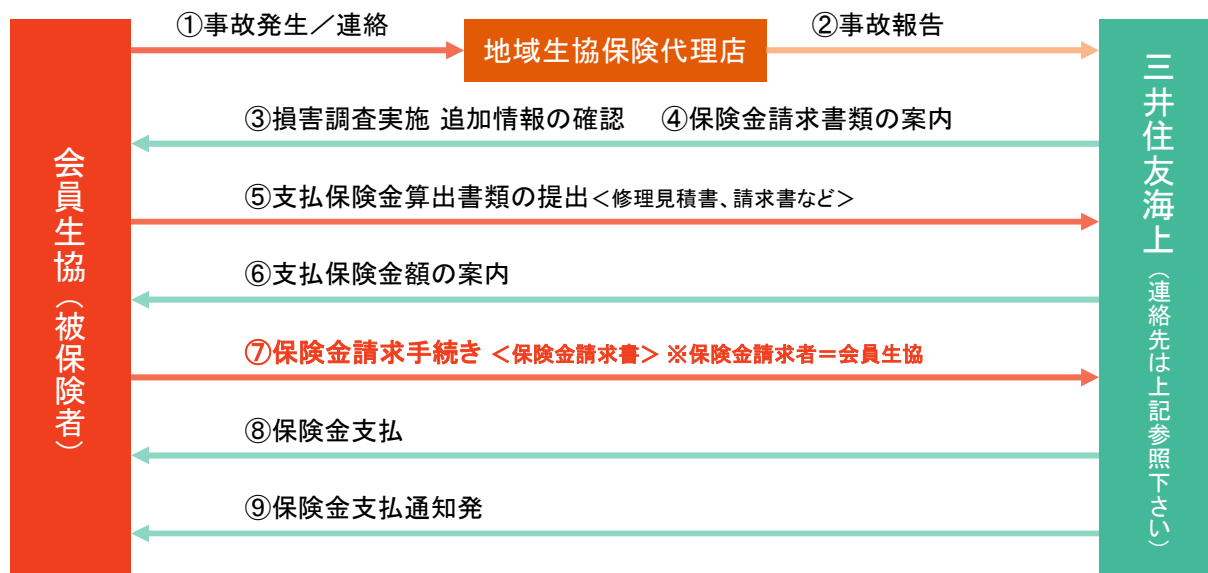 ①事故発生／連絡
②事故報告
地域生協保険代理店
③損害調査実施 追加情報の確認
④保険金請求書類の案内
⑤支払保険金算出書類の提出＜修理見積書、請求書など＞
⑥支払保険金額の案内
⑦保険金請求手続き ＜保険金請求書＞ ※保険金請求者＝会員生協
⑧保険金支払
⑨保険金支払通知発
会員生協（被保険者）
三井住友海上（連絡先は上記参照下さい）